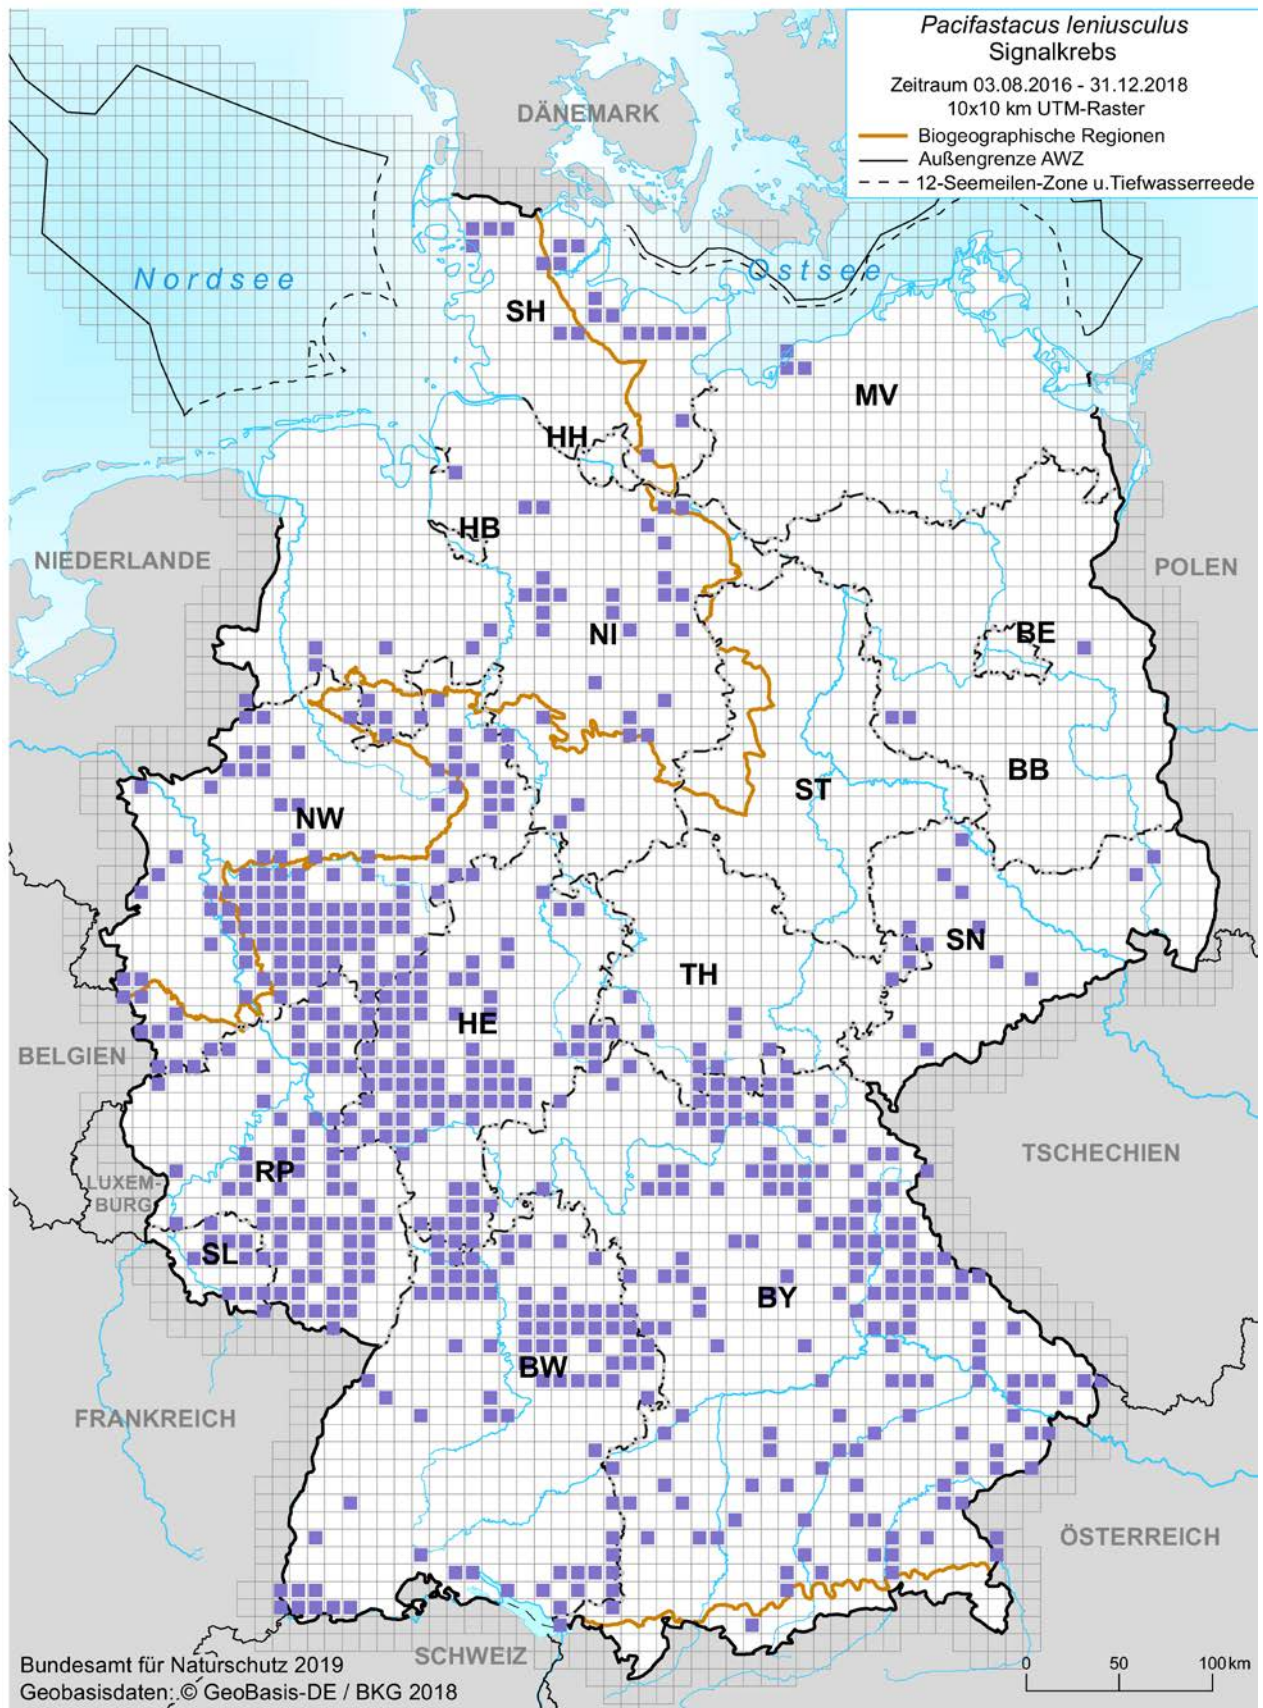 Pacifastacus leniusculus
Signalkrebs
Zeitraum 03.08.2016 - 31.12.2018
10x10 km UTM-Raster
Biogeographische Regionen
Außengrenze AWZ
12-Seemeilen-Zone u.Tiefwasserreede
DÄNEMARK
Nordsee
Ostsee
SH
MV
HH
HB
NIEDERLANDE
POLEN
NI
BE
BB
ST
NW
SN
TH
HE
BELGIEN
TSCHECHIEN
RP
LUXEM-
BURG
SL
BY
BW
FRANKREICH
ÖSTERREICH
SCHWEIZ
Bundesamt für Naturschutz 2019
Geobasisdaten:.© GeoBasis-DE / BKG 2018
0 50 100km